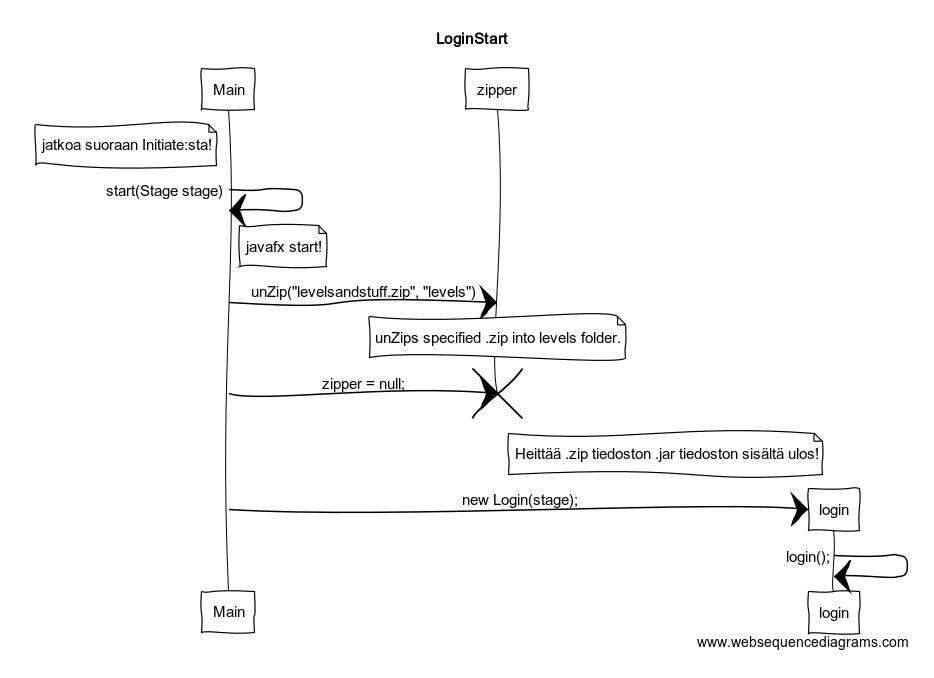 LoginStart
Main
zipper
jatkoa suoraan Initiate:sta!
start(Stage stage)
javafx start!
unZip("levelsandstuff.zip", "levels")
unZips specified .zip into levels folder.
zipper = null;
Heittää .zip tiedoston .jar tiedoston sisältä ulos!
new Login(stage);
login
login();
Main
login
www.websequencediagrams.com